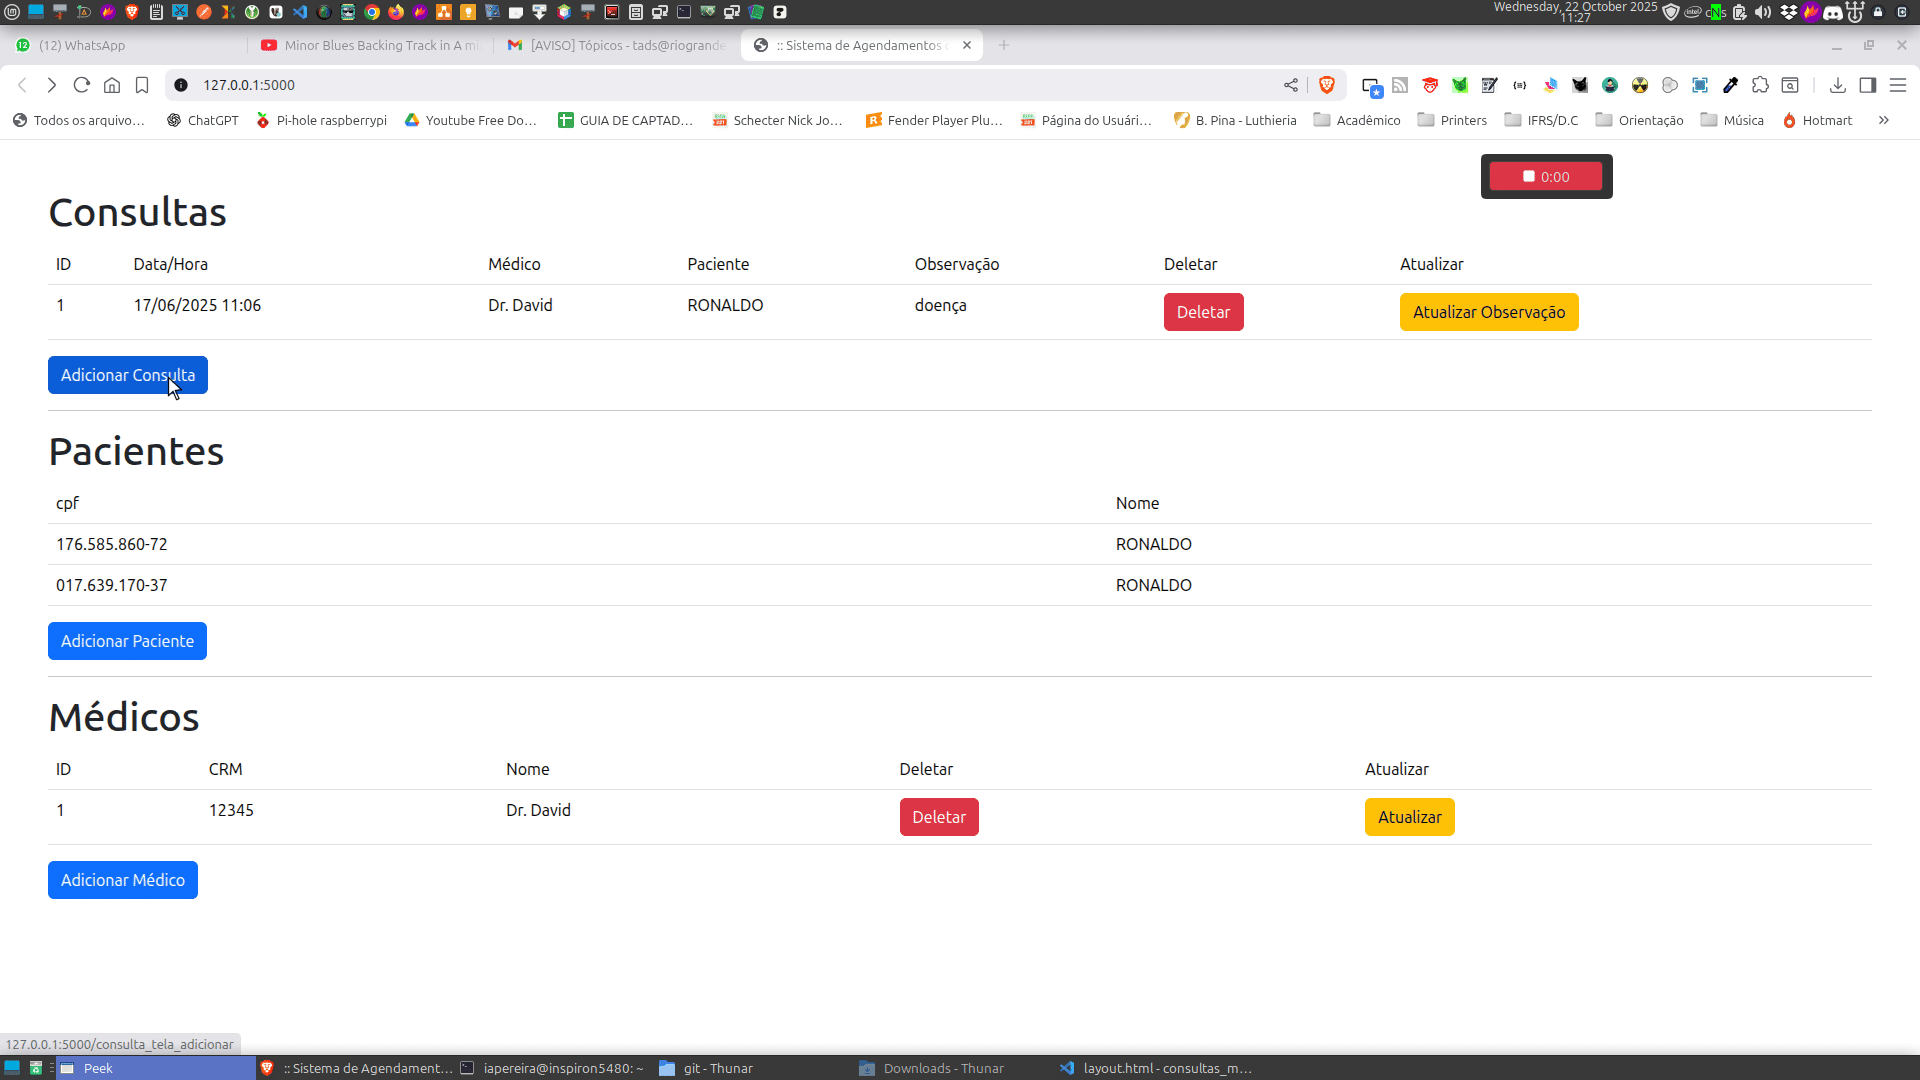 Wednesday, 22 October 2025
11:27
(12) WhatsApp
Minor Blues Backing Track in A mi
[AVISO] Tópicos - tads@riogrande
:: Sistema de Agendamentos
127.0.0.1:5000
Todos os arquivo...
ChatGPT
Pi-hole raspberrypi
Youtube Free Do...
GUIA DE CAPTAD...
Schecter Nick Jo...
Fender Player Plu...
Página do Usuári...
B. Pina - Luthieria
Acadêmico
Printers
IFRS/D.C
Orientação
Música
Hotmart
0:00
Consultas
ID Data/Hora Médico Paciente Observação Deletar Atualizar
1 17/06/2025 11:06 Dr. David RONALDO doença Deletar Atualizar Observação
Adicionar Consulta
Pacientes
cpf Nome
176.585.860-72 RONALDO
017.639.170-37 RONALDO
Adicionar Paciente
Médicos
ID CRM Nome Deletar Atualizar
1 12345 Dr. David Deletar Atualizar
Adicionar Médico
127.0.0.1:5000/consulta_tela_adicionar
Peek
:: Sistema de Agendament...
iapereira@inspiron5480: ~
git - Thunar
Downloads - Thunar
layout.html - consultas_m...